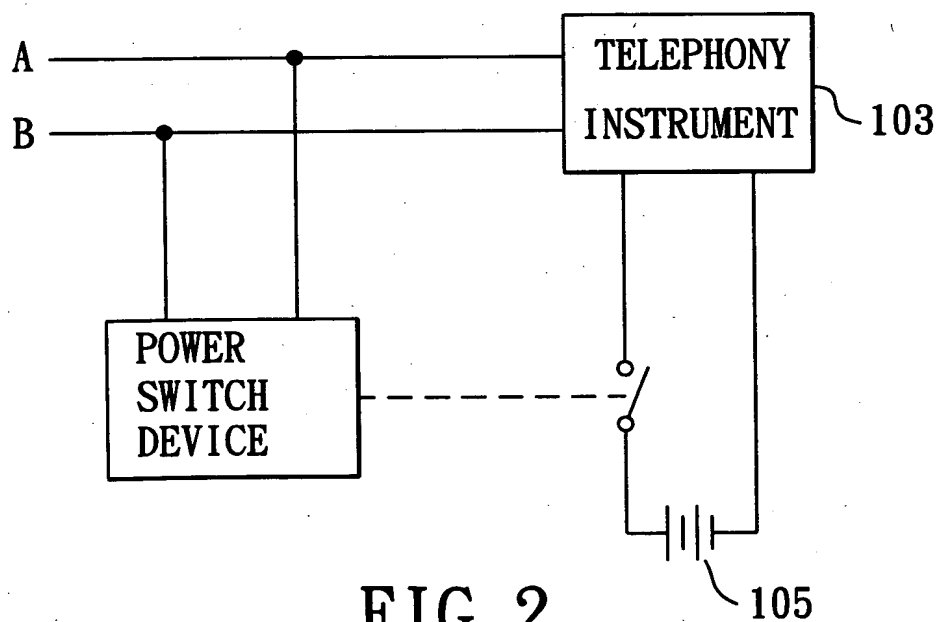 A
B
TELEPHONY
INSTRUMENT
103
POWER
SWITCH
DEVICE
105
FIG.2